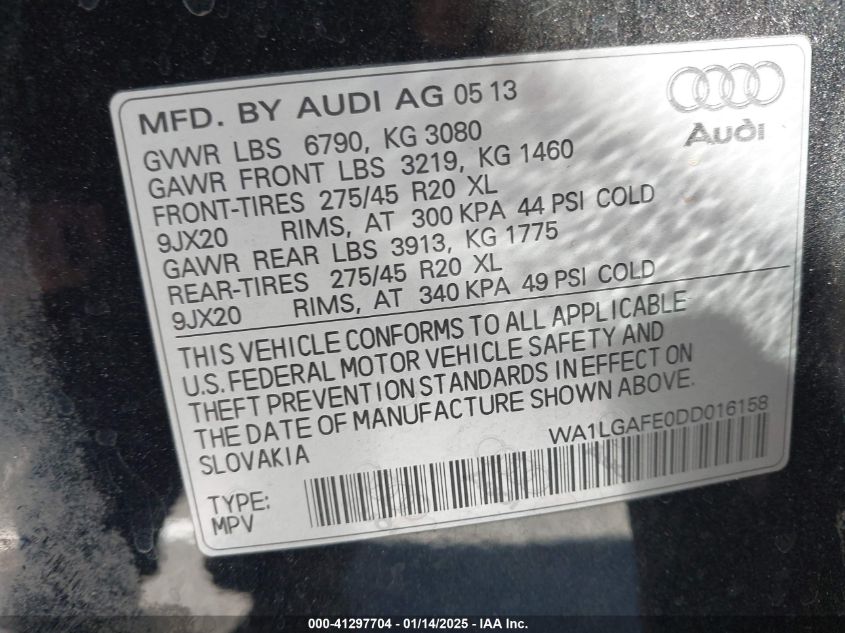 MFD. BY AUDI AG 05 13
Audi
GVWR LBS 6790, KG 3080
GAWR FRONT LBS 3219, KG 1460
FRONT-TIRES 275/45 R20 XL
9JX20 RIMS, AT 300 KPA 44 PSI COLD
GAWR REAR LBS 3913, KG 1775
REAR-TIRES 275/45 R20 XL
9JX20 RIMS, AT 340 KPA 49 PSI COLD
THIS VEHICLE CONFORMS TO ALL APPLICABLE
U.S. FEDERAL MOTOR VEHICLE SAFETY AND
THEFT PREVENTION STANDARDS IN EFFECT ON
THE DATE OF MANUFACTURE SHOWN ABOVE.
SLOVAKIA WA1LGAFE0DD016158
TYPE:
MPV
000-41297704 - 01/14/2025 - IAA Inc.